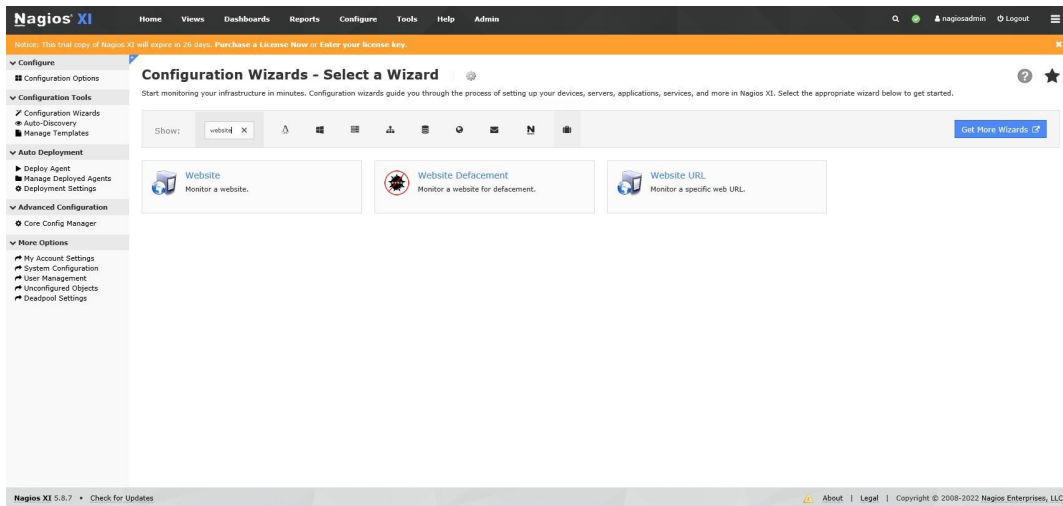 Nagios® XI
Home Views Dashboards Reports Configure Tools Help Admin
nagiosadmin Logout
Notice: This trial copy of Nagios XI will expire in 26 days. Purchase a License Now or Enter your license key.
Configure
Configuration Options
Configuration Tools
Configuration Wizards
Auto-Discovery
Manage Templates
Auto Deployment
Deploy Agent
Manage Deployed Agents
Deployment Settings
Advanced Configuration
Core Config Manager
More Options
My Account Settings
System Configuration
User Management
Unconfigured Objects
Deadpool Settings
Configuration Wizards - Select a Wizard
Start monitoring your infrastructure in minutes. Configuration wizards guide you through the process of setting up your devices, servers, applications, services, and more in Nagios XI. Select the appropriate wizard below to get started.
Show: website N Get More Wizards
Website
Monitor a website.
Website Defacement
Monitor a website for defacement.
Website URL
Monitor a specific web URL.
Nagios XI 5.8.7 • Check for Updates
About | Legal | Copyright © 2008-2022 Nagios Enterprises, LLC